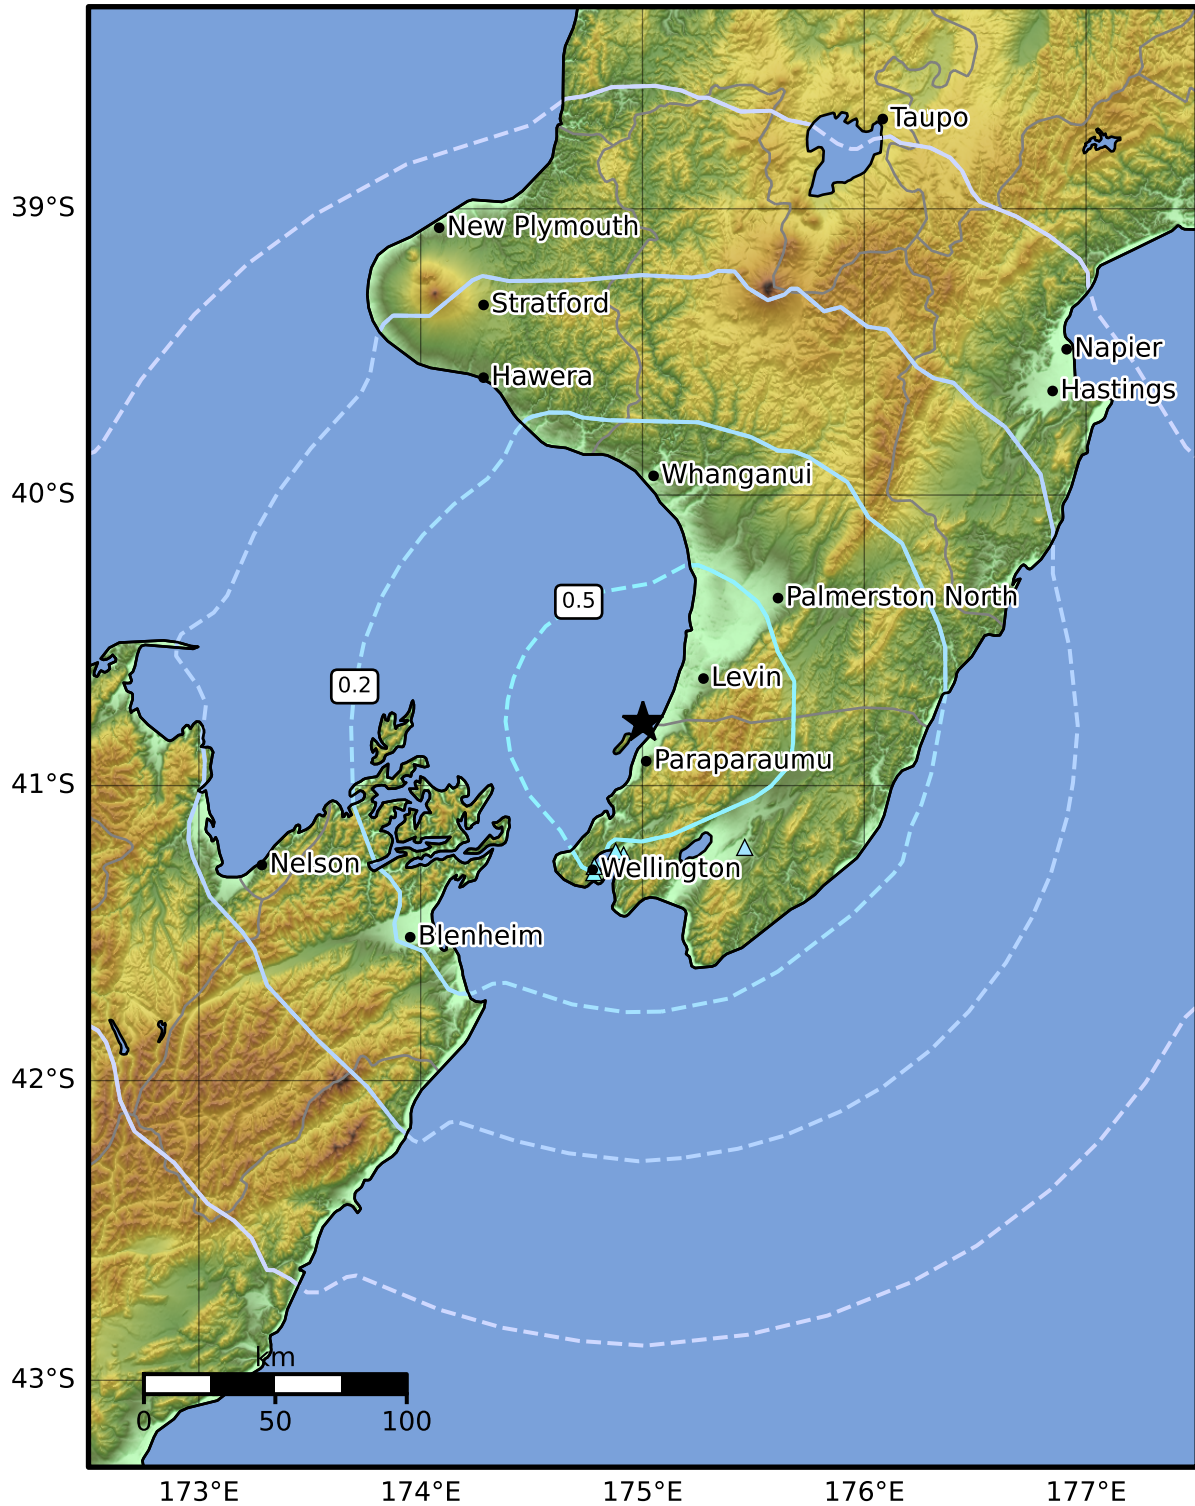 Taupo
39°S
New Plymouth
Stratford
Napier
Hawera
Hastings
Whanganui
40°S
Palmerston North
0.5
Levin
0.2
Paraparaumu
41°S
Nelson
Wellington
Blenheim
42°S
km
43°S
0 50 100
173°E 174°E 175°E 176°E 177°E